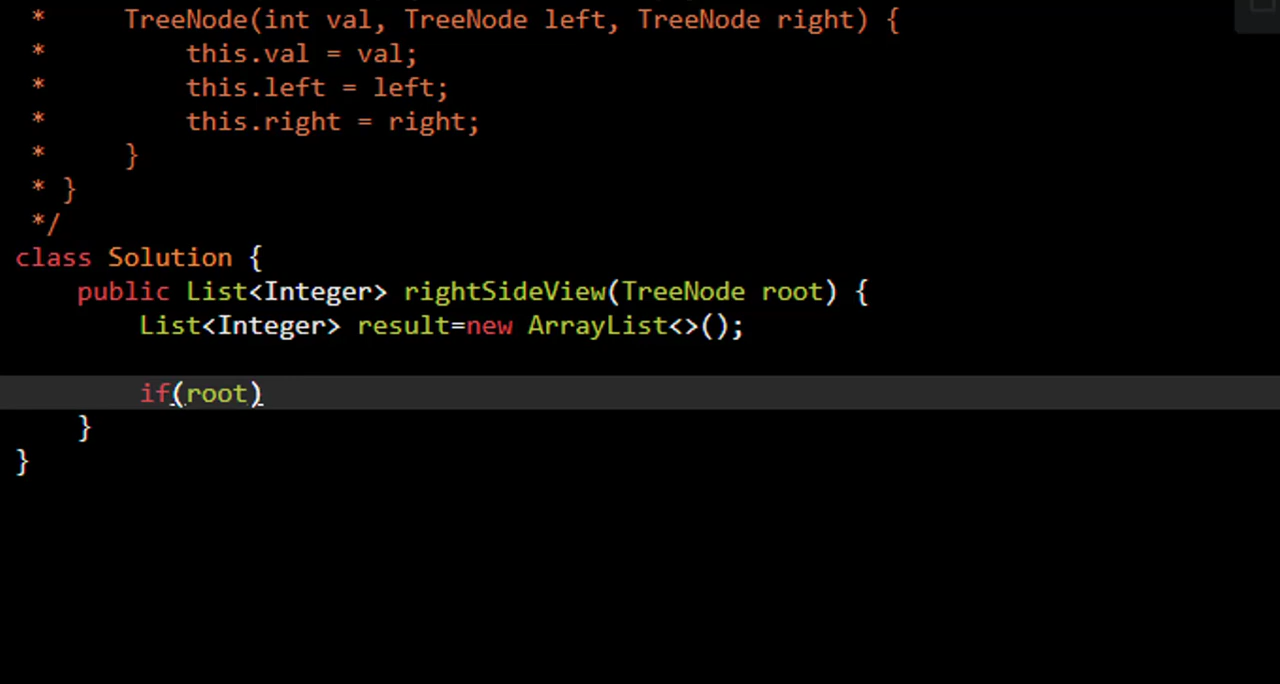 *     TreeNode(int val, TreeNode left, TreeNode right) {
*         this.val = val;
*         this.left = left;
*         this.right = right;
*     }
* }
*/
class Solution {
    public List<Integer> rightSideView(TreeNode root) {
        List<Integer> result=new ArrayList<>();
        if(root)
    }
}